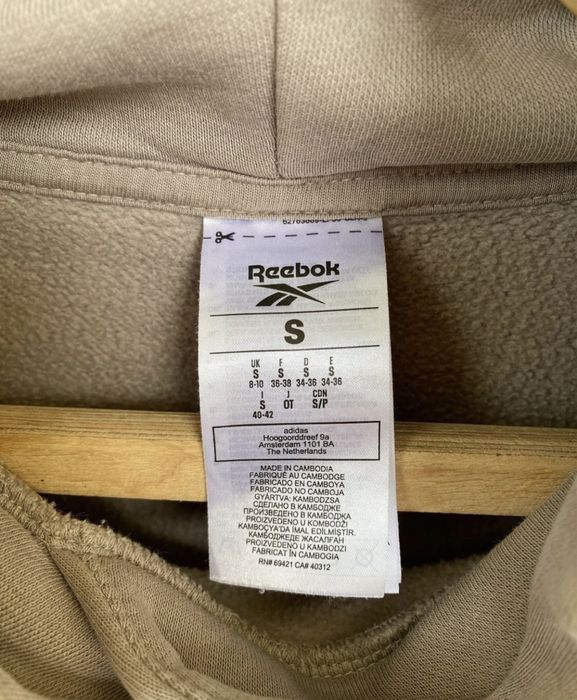 Reebok
S
UK F D E
S S S S
8-10 36-38 34-36 34-36
I J CDN
S OT S/P
40-42
adidas
Hoogoorddreef 9a
Amsterdam 1101 BA
The Netherlands
MADE IN CAMBODIA
FABRIQUÉ AU CAMBODGE
FABRICADO EN CAMBOYA
FABRICADO NO CAMBOJA
GYÁRTVA: KAMBODZSA
СДЕЛАНО В КАМБОДЖЕ
ПРОИЗВЕДЕНО В КАМБОДЖА
PROIZVEDENO U KOMBODŽI
KAMBOÇYA'DA İMAL EDİLMİŞTİR.
КАМБОДЖЕДЕ ЖАСАЛҒАН
PROIZVEDENO U KAMBODŽI
FABRICAT ÎN CAMBOGIA
RN# 69421 CA# 40312